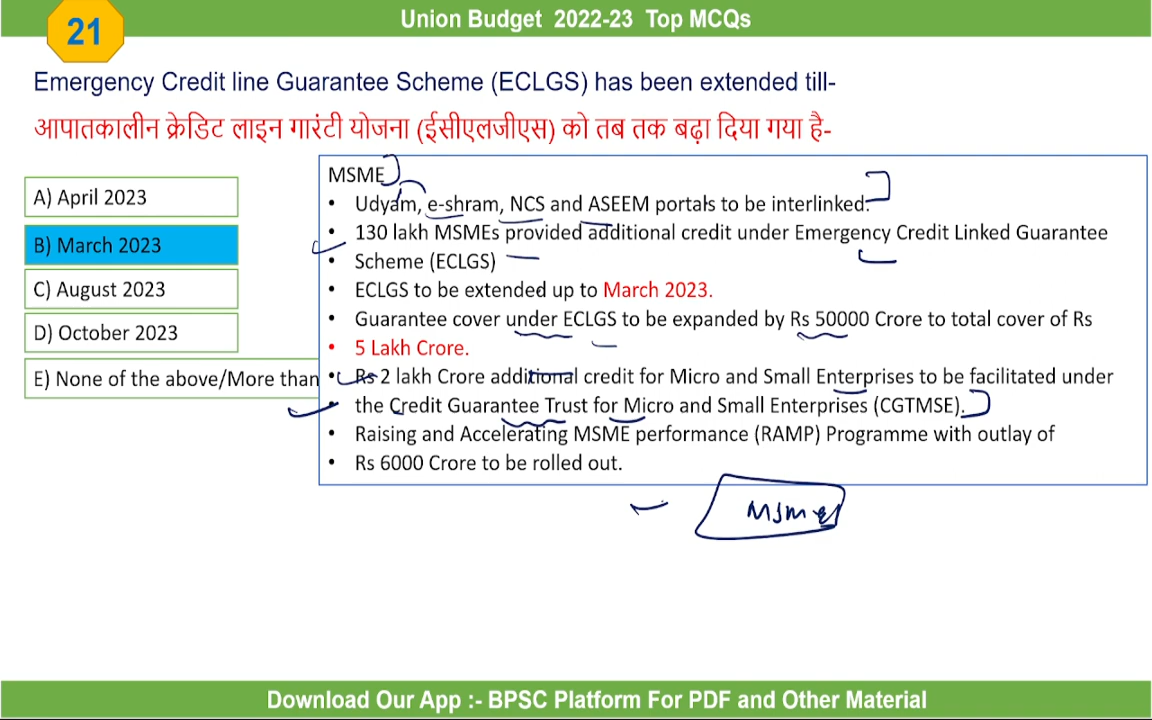 Union Budget 2022-23 Top MCQs
21
Emergency Credit line Guarantee Scheme (ECLGS) has been extended till-
आपातकालीन क्रेडिट लाइन गारंटी योजना (ईसीएलजीएस) को तब तक बढ़ा दिया गया है-
A) April 2023
B) March 2023
C) August 2023
D) October 2023
E) None of the above/More than
MSME
• Udyam, e-shram, NCS and ASEEM portals to be interlinked.
• 130 lakh MSMEs provided additional credit under Emergency Credit Linked Guarantee
• Scheme (ECLGS)
• ECLGS to be extended up to March 2023.
• Guarantee cover under ECLGS to be expanded by Rs 50000 Crore to total cover of Rs
• 5 Lakh Crore.
• Rs 2 lakh Crore additional credit for Micro and Small Enterprises to be facilitated under
• the Credit Guarantee Trust for Micro and Small Enterprises (CGTMSE).
• Raising and Accelerating MSME performance (RAMP) Programme with outlay of
• Rs 6000 Crore to be rolled out.
MSME
Download Our App :- BPSC Platform For PDF and Other Material